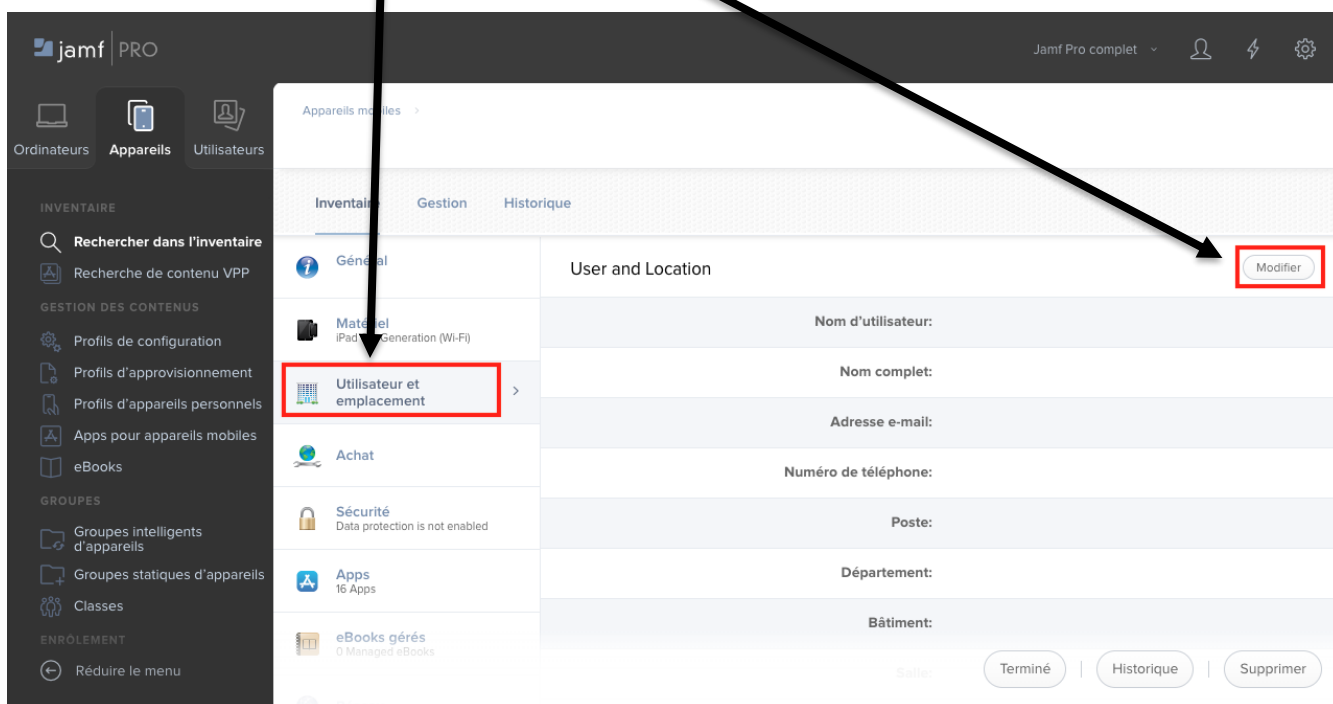 jamf PRO
Jamf Pro complet
Ordinateurs
Appareils
Utilisateurs
Appareils mobiles >
INVENTAIRE
Rechercher dans l'inventaire
Recherche de contenu VPP
GESTION DES CONTENUS
Profils de configuration
Profils d'approvisionnement
Profils d'appareils personnels
Apps pour appareils mobiles
eBooks
GROUPES
Groupes intelligents
d'appareils
Groupes statiques d'appareils
Classes
ENRÔLEMENT
Réduire le menu
Inventaire
Gestion
Historique
Général
Matériel
iPad Generation (Wi-Fi)
Utilisateur et
emplacement
Achat
Sécurité
Data protection is not enabled
Apps
16 Apps
eBooks gérés
0 Managed eBooks
User and Location
Modifier
Nom d'utilisateur:
Nom complet:
Adresse e-mail:
Numéro de téléphone:
Poste:
Département:
Bâtiment:
Salle:
Terminé
Historique
Supprimer